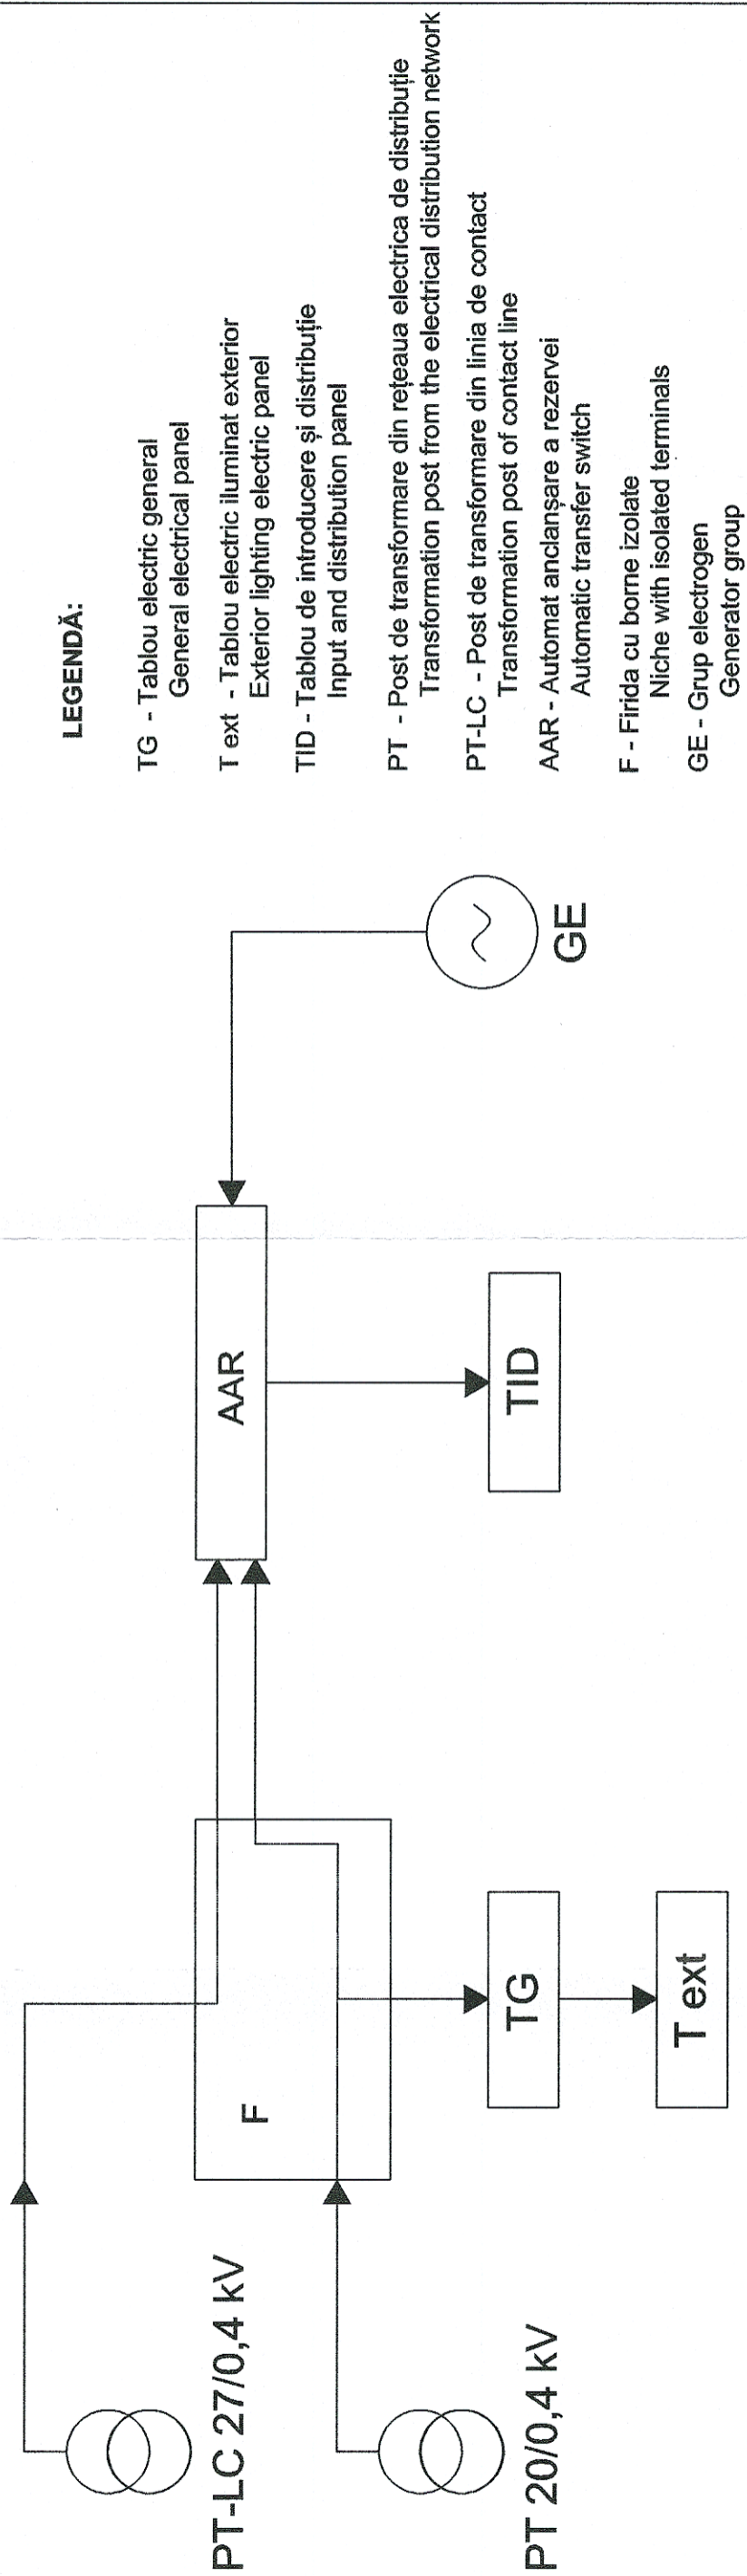 PT-LC 27/0,4 kV
PT 20/0,4 kV
F
TG
T ext
AAR
TID
GE
LEGENDĂ:
TG - Tablou electric general
General electrical panel
T ext - Tablou electric iluminat exterior
Exterior lighting electric panel
TID - Tablou de introducere și distribuție
Input and distribution panel
PT - Post de transformare din rețeaua electrica de distribuție
Transformation post from the electrical distribution network
PT-LC - Post de transformare din linia de contact
Transformation post of contact line
AAR - Automat anclanșare a rezervei
Automatic transfer switch
F - Firida cu borne izolate
Niche with isolated terminals
GE - Grup electrogen
Generator group